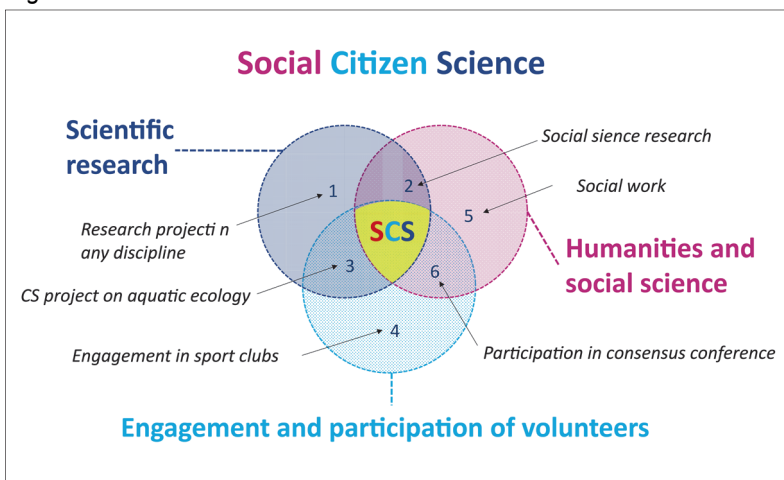 Social Citizen Science
Scientific
research
Social sience research
1
2
Social work
5
Research projecti n
any discipline
SCS
Humanities and
social science
3
6
CS project on aquatic ecology
4
Engagement in sport clubs
Participation in consensus conference
Engagement and participation of volunteers